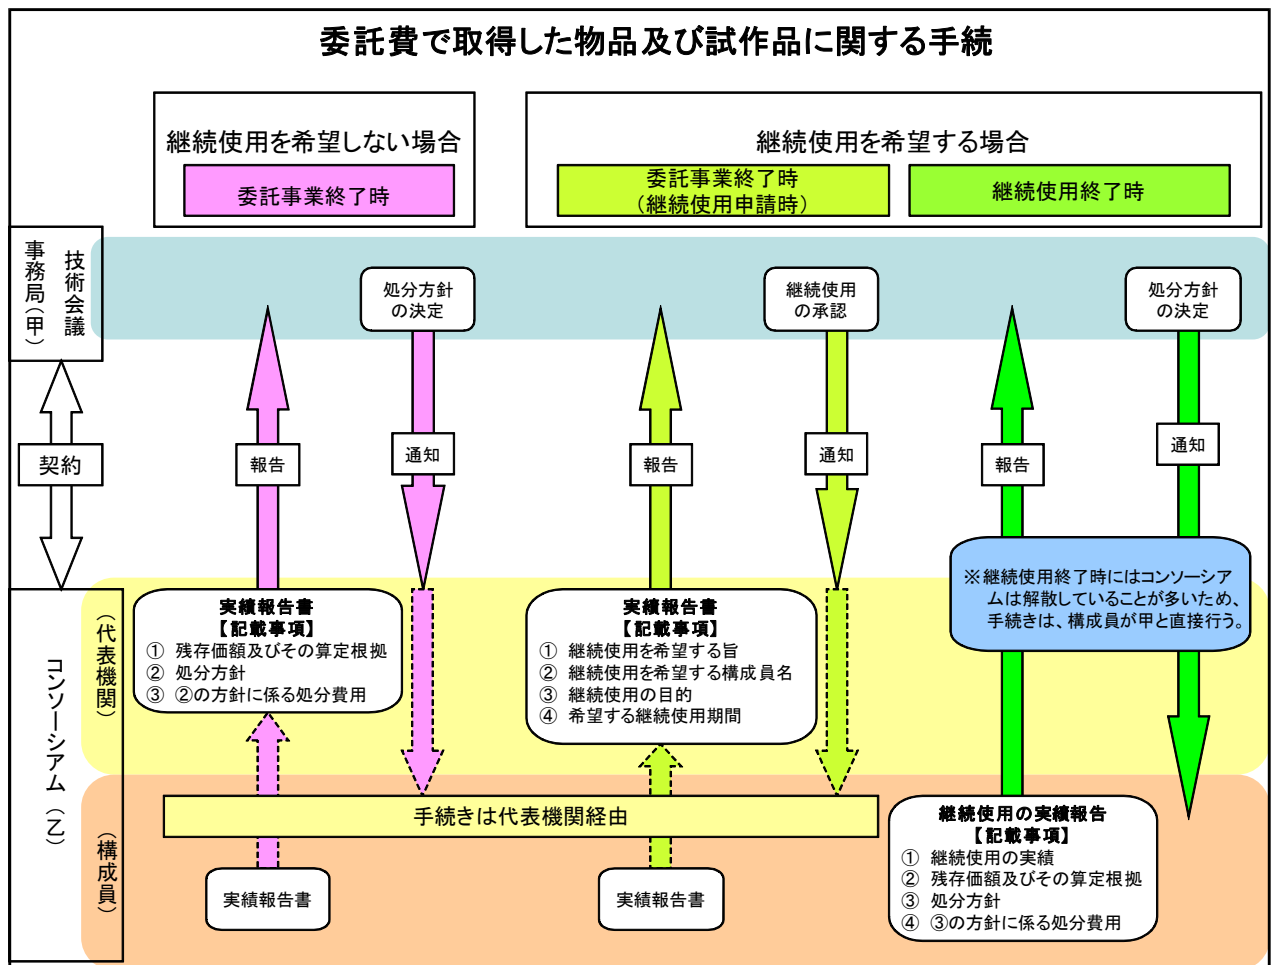 委託費で取得した物品及び試作品に関する手続
継続使用を希望しない場合
委託事業終了時
継続使用を希望する場合
委託事業終了時
（継続使用申請時）
継続使用終了時
技術会議
事務局（甲）
処分方針
の決定
継続使用
の承認
処分方針
の決定
契約
報告
通知
報告
通知
報告
通知
※継続使用終了時にはコンソーシア
ムは解散していることが多いため、
手続きは、構成員が甲と直接行う。
コンソーシアム（乙）
（代表機関）
実績報告書
【記載事項】
① 残存価額及びその算定根拠
② 処分方針
③ ②の方針に係る処分費用
実績報告書
【記載事項】
① 継続使用を希望する旨
② 継続使用を希望する構成員名
③ 継続使用の目的
④ 希望する継続使用期間
手続きは代表機関経由
（構成員）
実績報告書
実績報告書
継続使用の実績報告
【記載事項】
① 継続使用の実績
② 残存価額及びその算定根拠
③ 処分方針
④ ③の方針に係る処分費用